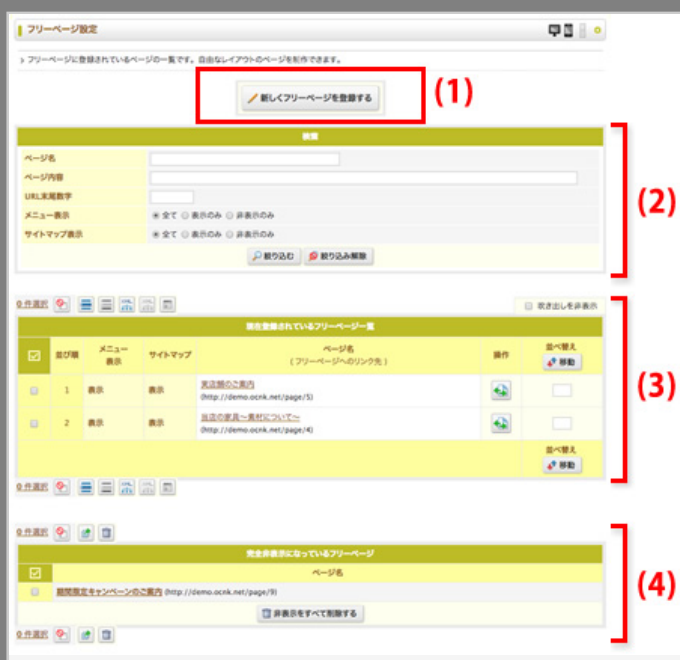 フリーページ設定
フリーページに登録されているページの一覧です。自由なレイアウトのページを制作できます。
新しくフリーページを登録する
(1)
検索
ページ名
ページ内容
URL末尾数字
メニュー表示 全て 表示のみ 非表示のみ
サイトマップ表示 全て 表示のみ 非表示のみ
絞り込む 絞り込み解除
(2)
0 件選択
吹き出しを非表示
現在登録されているフリーページ一覧
並び順 メニュー表示 サイトマップ ページ名 (フリーページへのリンク先) 操作 並べ替え 移動
1 表示 表示 実店舗のご案内
(http://demo.ocnk.net/page/5)
2 表示 表示 当店の家具～素材について～
(http://demo.ocnk.net/page/4)
並べ替え
移動
(3)
0 件選択
0 件選択
完全非表示になっているフリーページ
ページ名
期間限定キャンペーンのご案内 (http://demo.ocnk.net/page/9)
非表示をすべて削除する
(4)
0 件選択